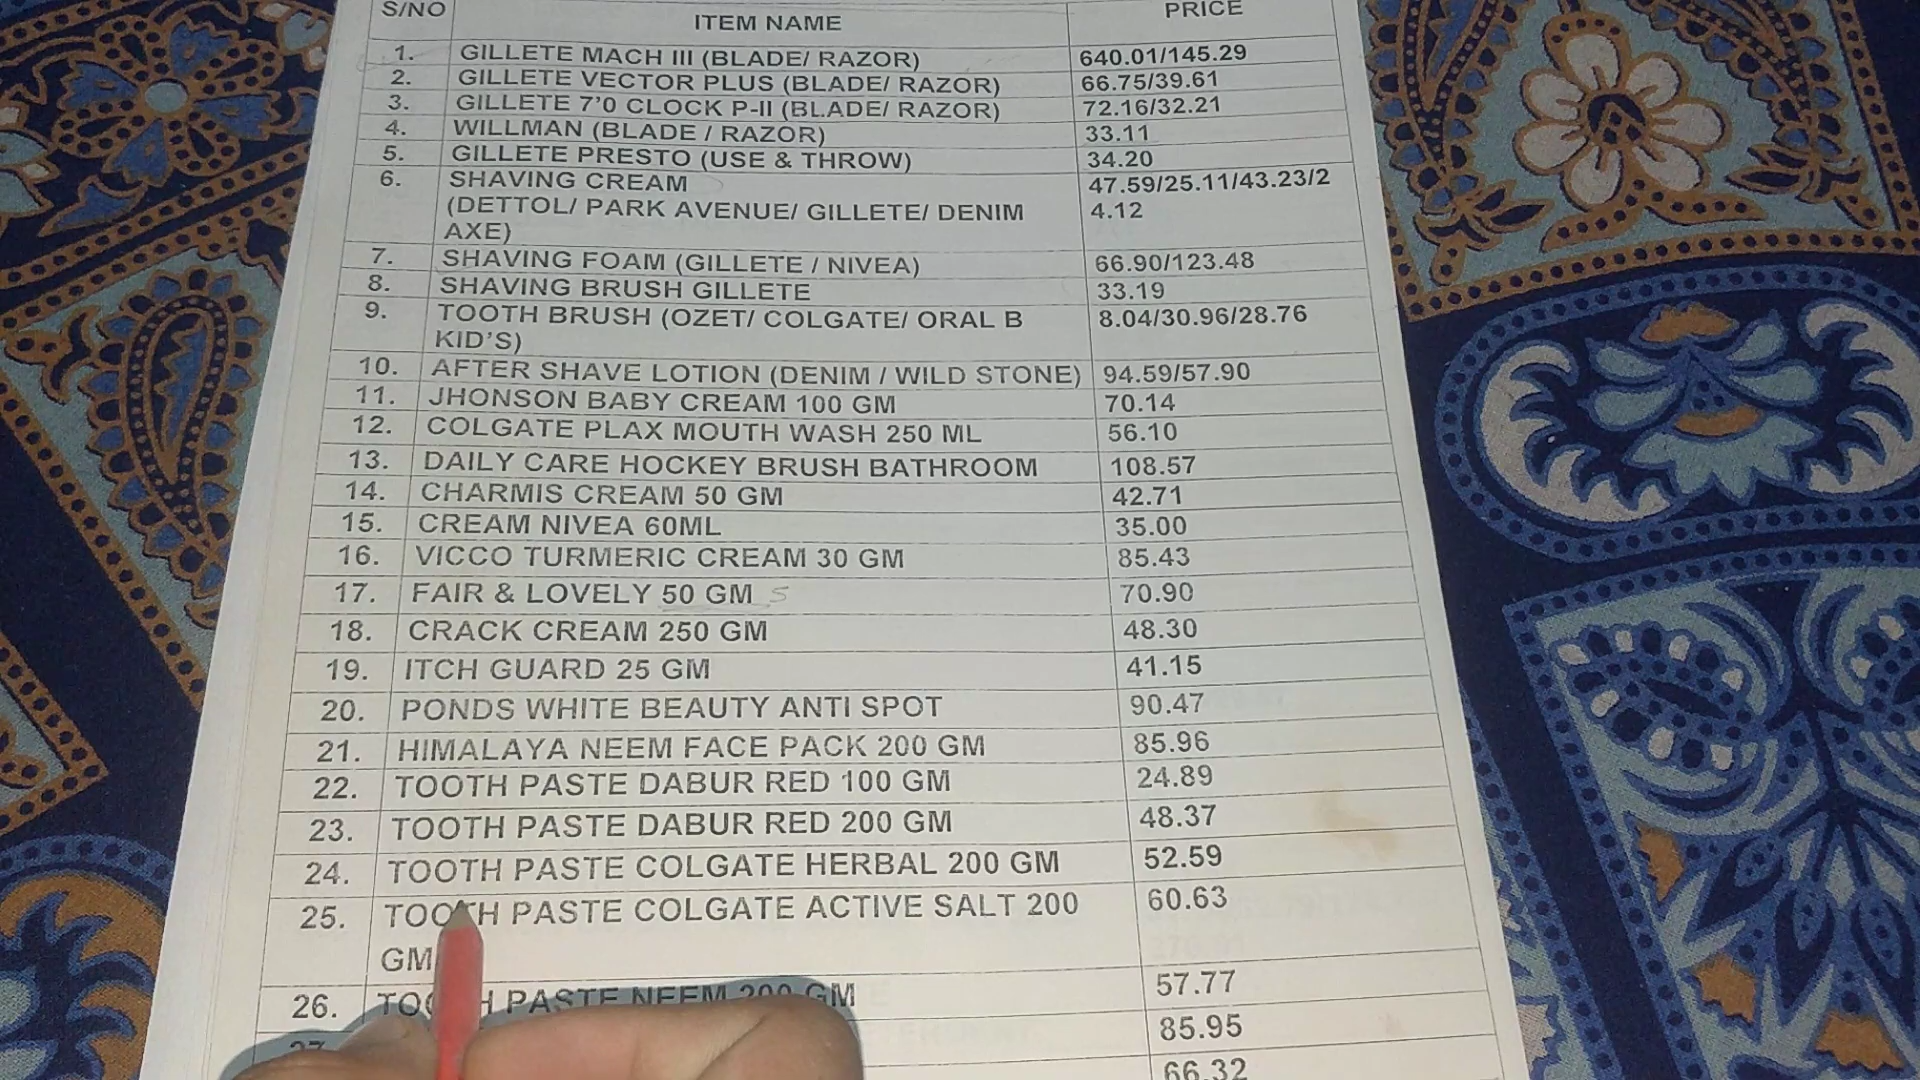 S/NO ITEM NAME PRICE
1. GILLETE MACH III (BLADE/ RAZOR) 640.01/145.29
2. GILLETE VECTOR PLUS (BLADE/ RAZOR) 66.75/39.61
3. GILLETE 7'0 CLOCK P-II (BLADE/ RAZOR) 72.16/32.21
4. WILLMAN (BLADE / RAZOR) 33.11
5. GILLETE PRESTO (USE & THROW) 34.20
6. SHAVING CREAM 47.59/25.11/43.23/2
(DETTOL/ PARK AVENUE/ GILLETE/ DENIM 4.12
AXE)
7. SHAVING FOAM (GILLETE / NIVEA) 66.90/123.48
8. SHAVING BRUSH GILLETE 33.19
9. TOOTH BRUSH (OZET/ COLGATE/ ORAL B 8.04/30.96/28.76
KID'S)
10. AFTER SHAVE LOTION (DENIM / WILD STONE) 94.59/57.90
11. JHONSON BABY CREAM 100 GM 70.14
12. COLGATE PLAX MOUTH WASH 250 ML 56.10
13. DAILY CARE HOCKEY BRUSH BATHROOM 108.57
14. CHARMIS CREAM 50 GM 42.71
15. CREAM NIVEA 60ML 35.00
16. VICCO TURMERIC CREAM 30 GM 85.43
17. FAIR & LOVELY 50 GM 70.90
18. CRACK CREAM 250 GM 48.30
19. ITCH GUARD 25 GM 41.15
20. PONDS WHITE BEAUTY ANTI SPOT 90.47
21. HIMALAYA NEEM FACE PACK 200 GM 85.96
22. TOOTH PASTE DABUR RED 100 GM 24.89
23. TOOTH PASTE DABUR RED 200 GM 48.37
24. TOOTH PASTE COLGATE HERBAL 200 GM 52.59
25. TOOTH PASTE COLGATE ACTIVE SALT 200 60.63
GM
26. TOOTH PASTE NEEM 200 GM 57.77
85.95
66.32